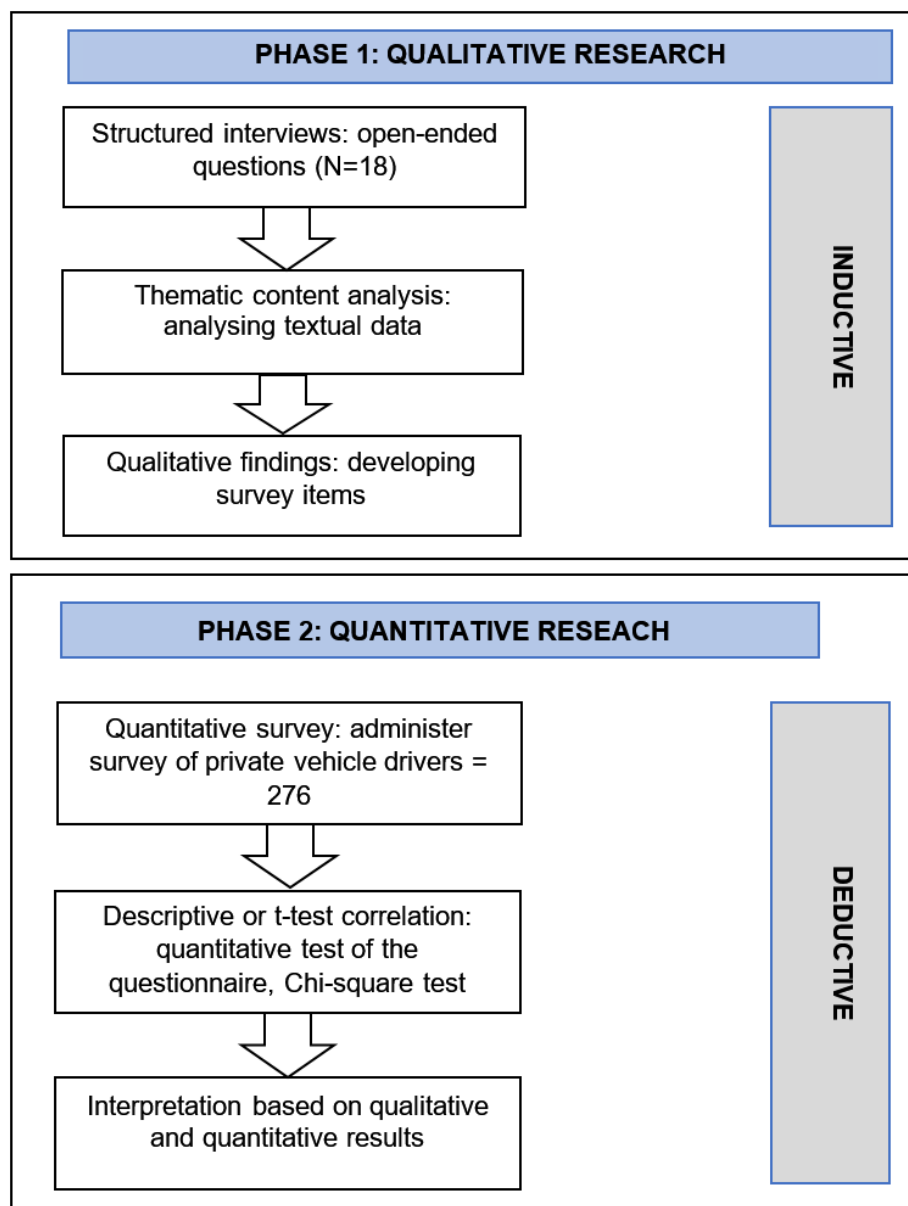 PHASE 1: QUALITATIVE RESEARCH
Structured interviews: open-ended
questions (N=18)
Thematic content analysis:
analysing textual data
Qualitative findings: developing
survey items
INDUCTIVE
PHASE 2: QUANTITATIVE RESEACH
Quantitative survey: administer
survey of private vehicle drivers =
276
Descriptive or t-test correlation:
quantitative test of the
questionnaire, Chi-square test
Interpretation based on qualitative
and quantitative results
DEDUCTIVE